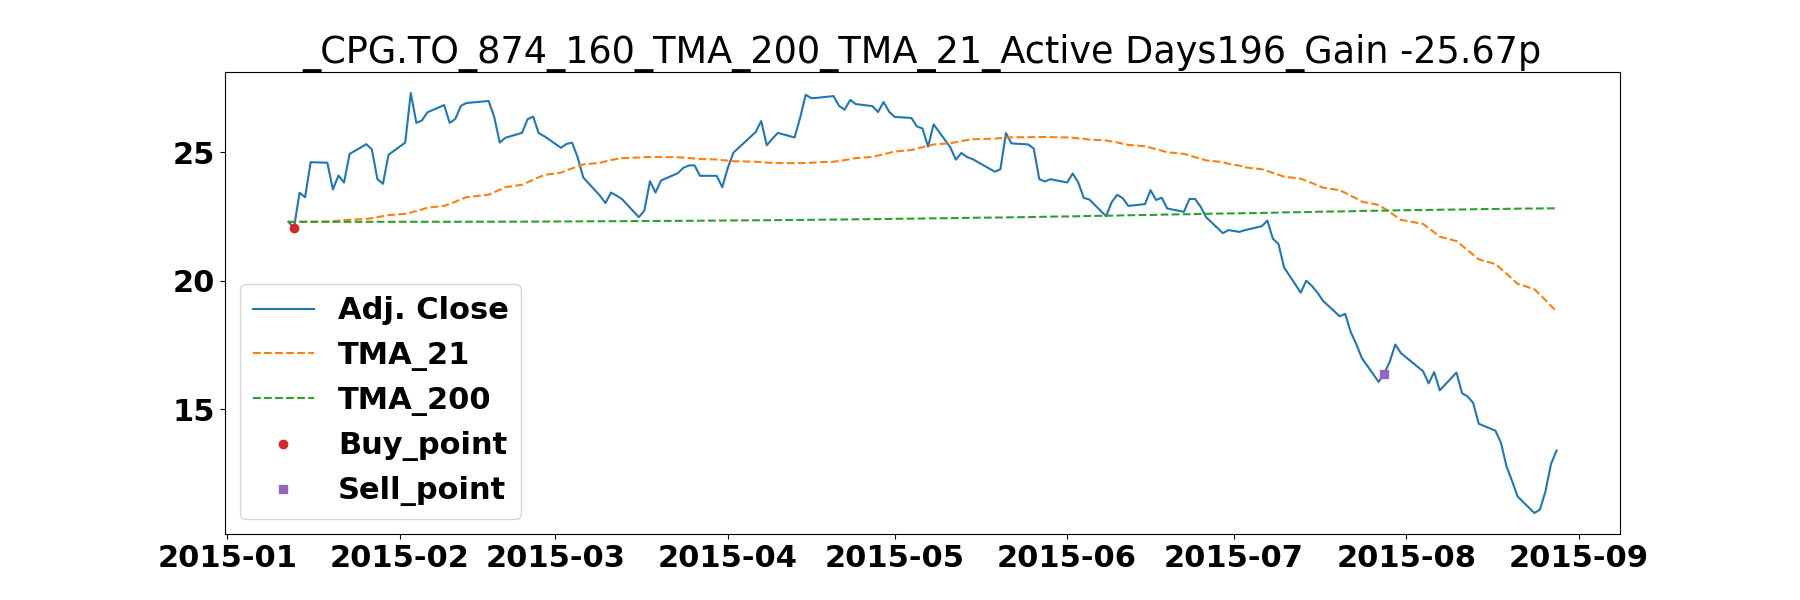 _CPG.TO_874_160_TMA_200_TMA_21_Active Days196_Gain -25.67p
25
20
15
Adj. Close
TMA_21
TMA_200
Buy_point
Sell_point
2015-01 2015-02 2015-03 2015-04 2015-05 2015-06 2015-07 2015-08 2015-09